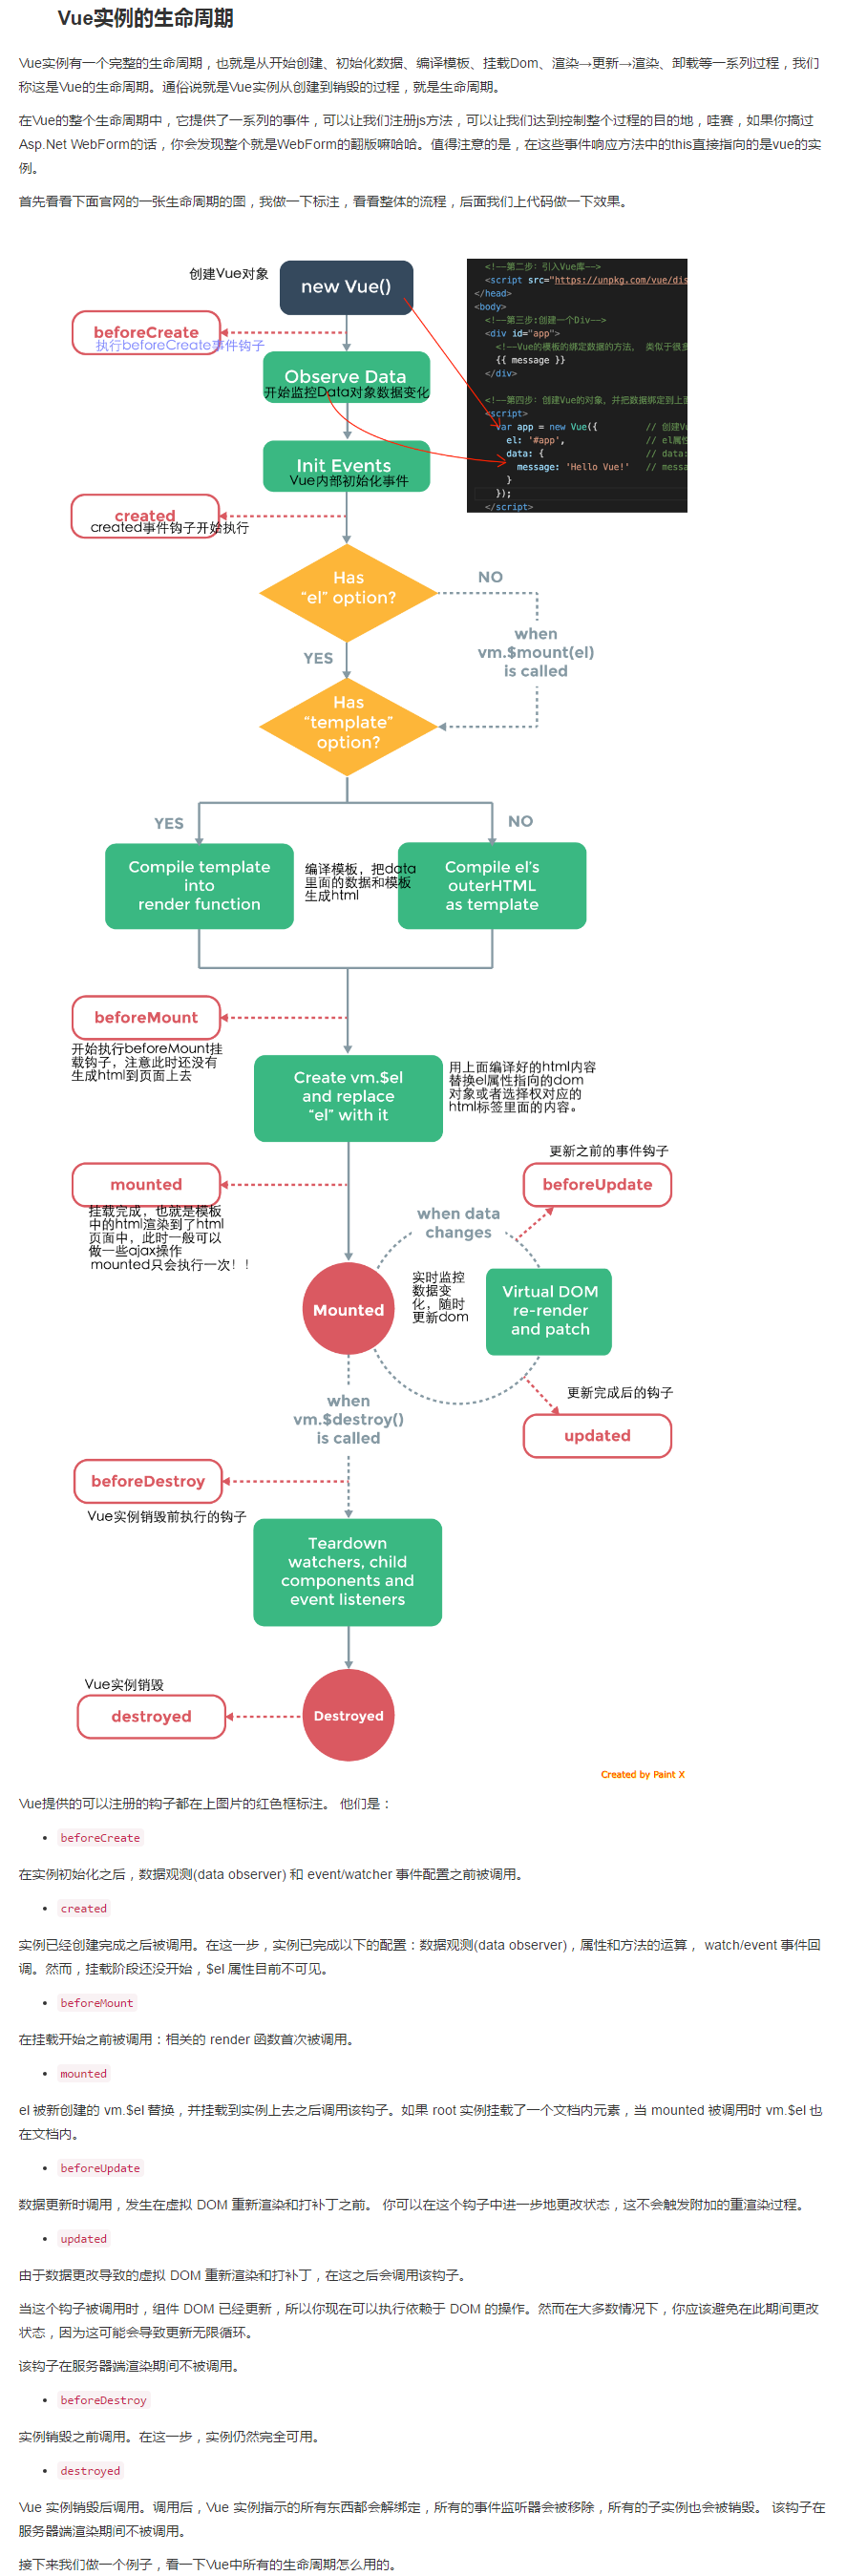 Vue实例的生命周期
Vue实例有一个完整的生命周期，也就是从开始创建、初始化数据、编译模板、挂载Dom、渲染→更新→渲染、卸载等一系列过程，我们
称这是Vue的生命周期。通俗说就是Vue实例从创建到销毁的过程，就是生命周期。
在Vue的整个生命周期中，它提供了一系列的事件，可以让我们注册js方法，可以让我们达到控制整个过程的目的地，哇赛，如果你搞过
Asp.Net WebForm的话，你会发现整个就是WebForm的翻版嘛哈哈。值得注意的是，在这些事件响应方法中的this直接指向的是vue的实
例。
首先看看下面官网的一张生命周期的图，我做一下标注，看看整体的流程，后面我们上代码做一下效果。
创建Vue对象
new Vue()
<!--第二步：引入Vue库-->
<script src="https://unpkg.com/vue/dis
</head>
<body>
<!--第三步:创建一个Div-->
<div id="app">
<!--Vue的模板的绑定数据的方法， 类似于很多
{{ message }}
</div>
<!--第四步：创建Vue的对象，并把数据绑定到上面
<script>
var app = new Vue({ // 创建Vu
el: '#app', // el属性
data: { // data:
message: 'Hello Vue!' // messa
}
});
</script>
beforeCreate
执行beforeCreate事件钩子
Observe Data
开始监控Data对象数据变化
Init Events
Vue内部初始化事件
created
created事件钩子开始执行
Has
“el” option?
NO
when
vm.$mount(el)
is called
YES
Has
“template”
option?
YES
NO
Compile template
into
render function
编译模板，把data
里面的数据和模板
生成html
Compile el's
outerHTML
as template
beforeMount
开始执行beforeMount挂
载钩子，注意此时还没有
生成html到页面上去
Create vm.$el
and replace
“el” with it
用上面编译好的html内容
替换el属性指向的dom
对象或者选择权对应的
html标签里面的内容。
mounted
挂载完成，也就是模板
中的html渲染到了html
页面中，此时一般可以
做一些ajax操作
mounted只会执行一次！！
更新之前的事件钩子
beforeUpdate
when data
changes
Mounted
实时监控
数据变
化，随时
更新dom
Virtual DOM
re-render
and patch
更新完成后的钩子
updated
when
vm.$destroy()
is called
beforeDestroy
Vue实例销毁前执行的钩子
Teardown
watchers, child
components and
event listeners
Vue实例销毁
destroyed
Destroyed
Created by Paint X
Vue提供的可以注册的钩子都在上图片的红色框标注。 他们是：
• beforeCreate
在实例初始化之后，数据观测(data observer) 和 event/watcher 事件配置之前被调用。
• created
实例已经创建完成之后被调用。在这一步，实例已完成以下的配置：数据观测(data observer)，属性和方法的运算， watch/event 事件回
调。然而，挂载阶段还没开始，$el 属性目前不可见。
• beforeMount
在挂载开始之前被调用：相关的 render 函数首次被调用。
• mounted
el 被新创建的 vm.$el 替换，并挂载到实例上去之后调用该钩子。如果 root 实例挂载了一个文档内元素，当 mounted 被调用时 vm.$el 也
在文档内。
• beforeUpdate
数据更新时调用，发生在虚拟 DOM 重新渲染和打补丁之前。 你可以在这个钩子中进一步地更改状态，这不会触发附加的重渲染过程。
• updated
由于数据更改导致的虚拟 DOM 重新渲染和打补丁，在这之后会调用该钩子。
当这个钩子被调用时，组件 DOM 已经更新，所以你现在可以执行依赖于 DOM 的操作。然而在大多数情况下，你应该避免在此期间更改
状态，因为这可能会导致更新无限循环。
该钩子在服务器端渲染期间不被调用。
• beforeDestroy
实例销毁之前调用。在这一步，实例仍然完全可用。
• destroyed
Vue 实例销毁后调用。调用后，Vue 实例指示的所有东西都会解绑定，所有的事件监听器会被移除，所有的子实例也会被销毁。 该钩子在
服务器端渲染期间不被调用。
接下来我们做一个例子，看一下Vue中所有的生命周期怎么用的。